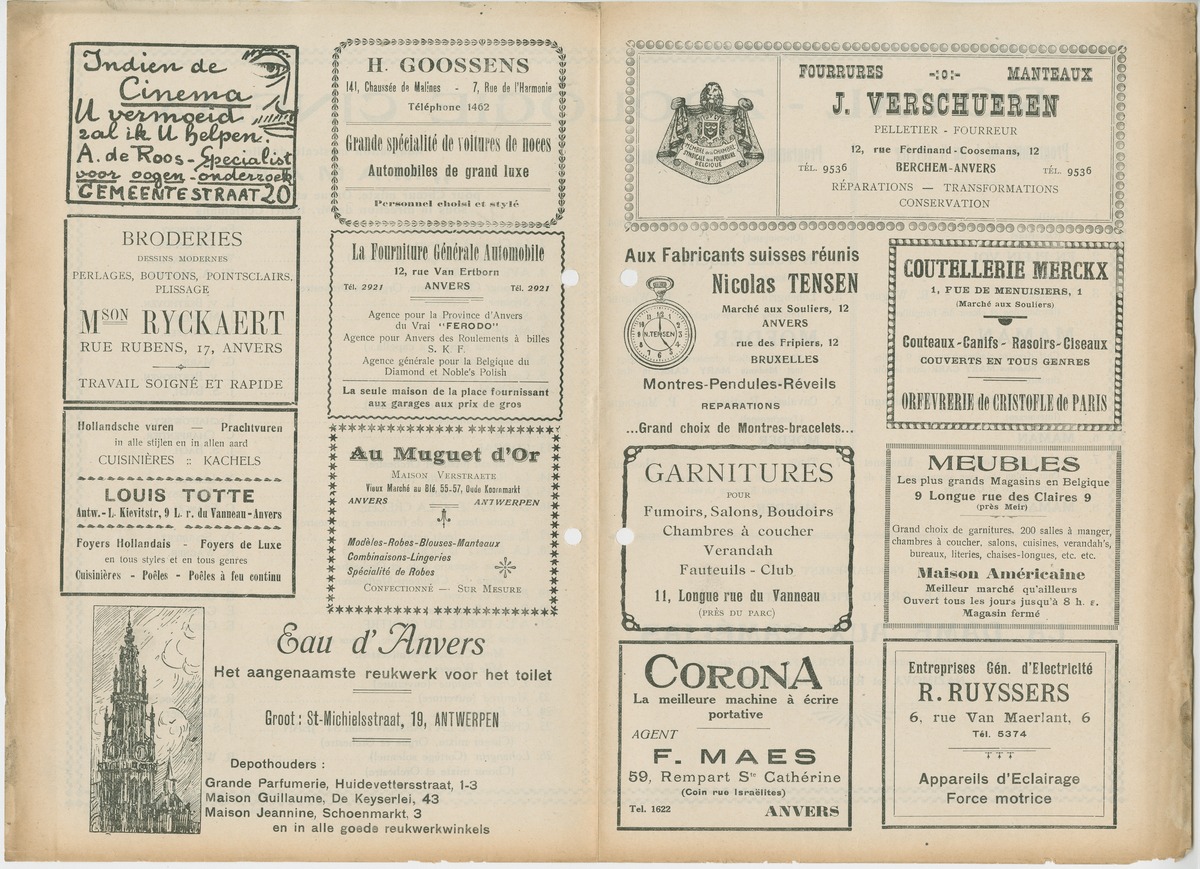 Indien de
Cinema
U vermoeid
zal ik U helpen.
A. de Roos - Specialist
voor oogen - onderzoek
GEMEENTESTRAAT 20
BRODERIES
DESSINS MODERNES
PERLAGES, BOUTONS, POINTSCLAIRS,
PLISSAGE
MSON RYCKAERT
RUE RUBENS, 17, ANVERS
TRAVAIL SOIGNÉ ET RAPIDE
Hollandsche vuren — Prachtvuren
in alle stijlen en in allen aard
CUISINIÈRES :: KACHELS
LOUIS TOTTE
Antw.-L. Kievitstr, 9 L. r. du Vanneau-Anvers
Foyers Hollandais - Foyers de Luxe
en tous styles et en tous genres
Cuisinières - Poêles - Poêles à feu continu
H. GOOSSENS
141, Chaussée de Malines - 7, Rue de l'Harmonie
Téléphone 1462
Grande spécialité de voitures de noces
Automobiles de grand luxe
Personnel choisi et stylé
La Fourniture Générale Automobile
12, rue Van Ertborn
Tél. 2921 ANVERS Tél. 2921
Agence pour la Province d'Anvers
du Vrai "FERODO"
Agence pour Anvers des Roulements à billes
S. K. F.
Agence générale pour la Belgique du
Diamond et Noble's Polish
La seule maison de la place fournissant
aux garages aux prix de gros
Au Muguet d'Or
MAISON VERSTRAETE
Vieux Marché au Blé, 55-57, Oude Koornmarkt
ANVERS ANTWERPEN
Modèles-Robes-Blouses-Manteaux
Combinaisons-Lingeries
Spécialité de Robes
CONFECTIONNÉ — SUR MESURE
Eau d'Anvers
Het aangenaamste reukwerk voor het toilet
Groot : St-Michielsstraat, 19, ANTWERPEN
Depothouders :
Grande Parfumerie, Huidevettersstraat, 1-3
Maison Guillaume, De Keyserlei, 43
Maison Jeannine, Schoenmarkt, 3
en in alle goede reukwerkwinkels
MEMBRE DE LA CHAMBRE
SYNDICALE DE LA FOURRURE
BELGIQUE
FOURRURES -:o:- MANTEAUX
J. VERSCHUEREN
PELLETIER - FOURREUR
12, rue Ferdinand-Coosemans, 12
TÉL. 9536 BERCHEM-ANVERS TÉL. 9536
RÉPARATIONS — TRANSFORMATIONS
CONSERVATION
Aux Fabricants suisses réunis
Nicolas TENSEN
N.TENSEN
Marché aux Souliers, 12
ANVERS
rue des Fripiers, 12
BRUXELLES
Montres-Pendules-Réveils
REPARATIONS
...Grand choix de Montres-bracelets...
COUTELLERIE MERCKX
1, FUE DE MENUISIERS, 1
(Marché aux Souliers)
Couteaux-Canifs - Rasoirs-Ciseaux
COUVERTS EN TOUS GENRES
ORFEVRERIE de CRISTOFLE de PARIS
GARNITURES
POUR
Fumoirs, Salons, Boudoirs
Chambres à coucher
Verandah
Fauteuils - Club
11, Longue rue du Vanneau
(PRÈS DU PARC)
MEUBLES
Les plus grands Magasins en Belgique
9 Longue rue des Claires 9
(près Meir)
Grand choix de garnitures. 200 salles à manger,
chambres à coucher, salons, cuisines, verandah's,
bureaux, literies, chaises-longues, etc. etc.
Maison Américaine
Meilleur marché qu'ailleurs
Ouvert tous les jours jusqu'à 8 h. s.
Magasin fermé
CORONA
La meilleure machine à écrire
portative
AGENT
F. MAES
59, Rempart Ste Cathérine
(Coin rue Israëlites)
Tel. 1622 ANVERS
Entreprises Gén. d'Electricité
R. RUYSSERS
6, rue Van Maerlant, 6
Tél. 5374
Appareils d'Eclairage
Force motrice